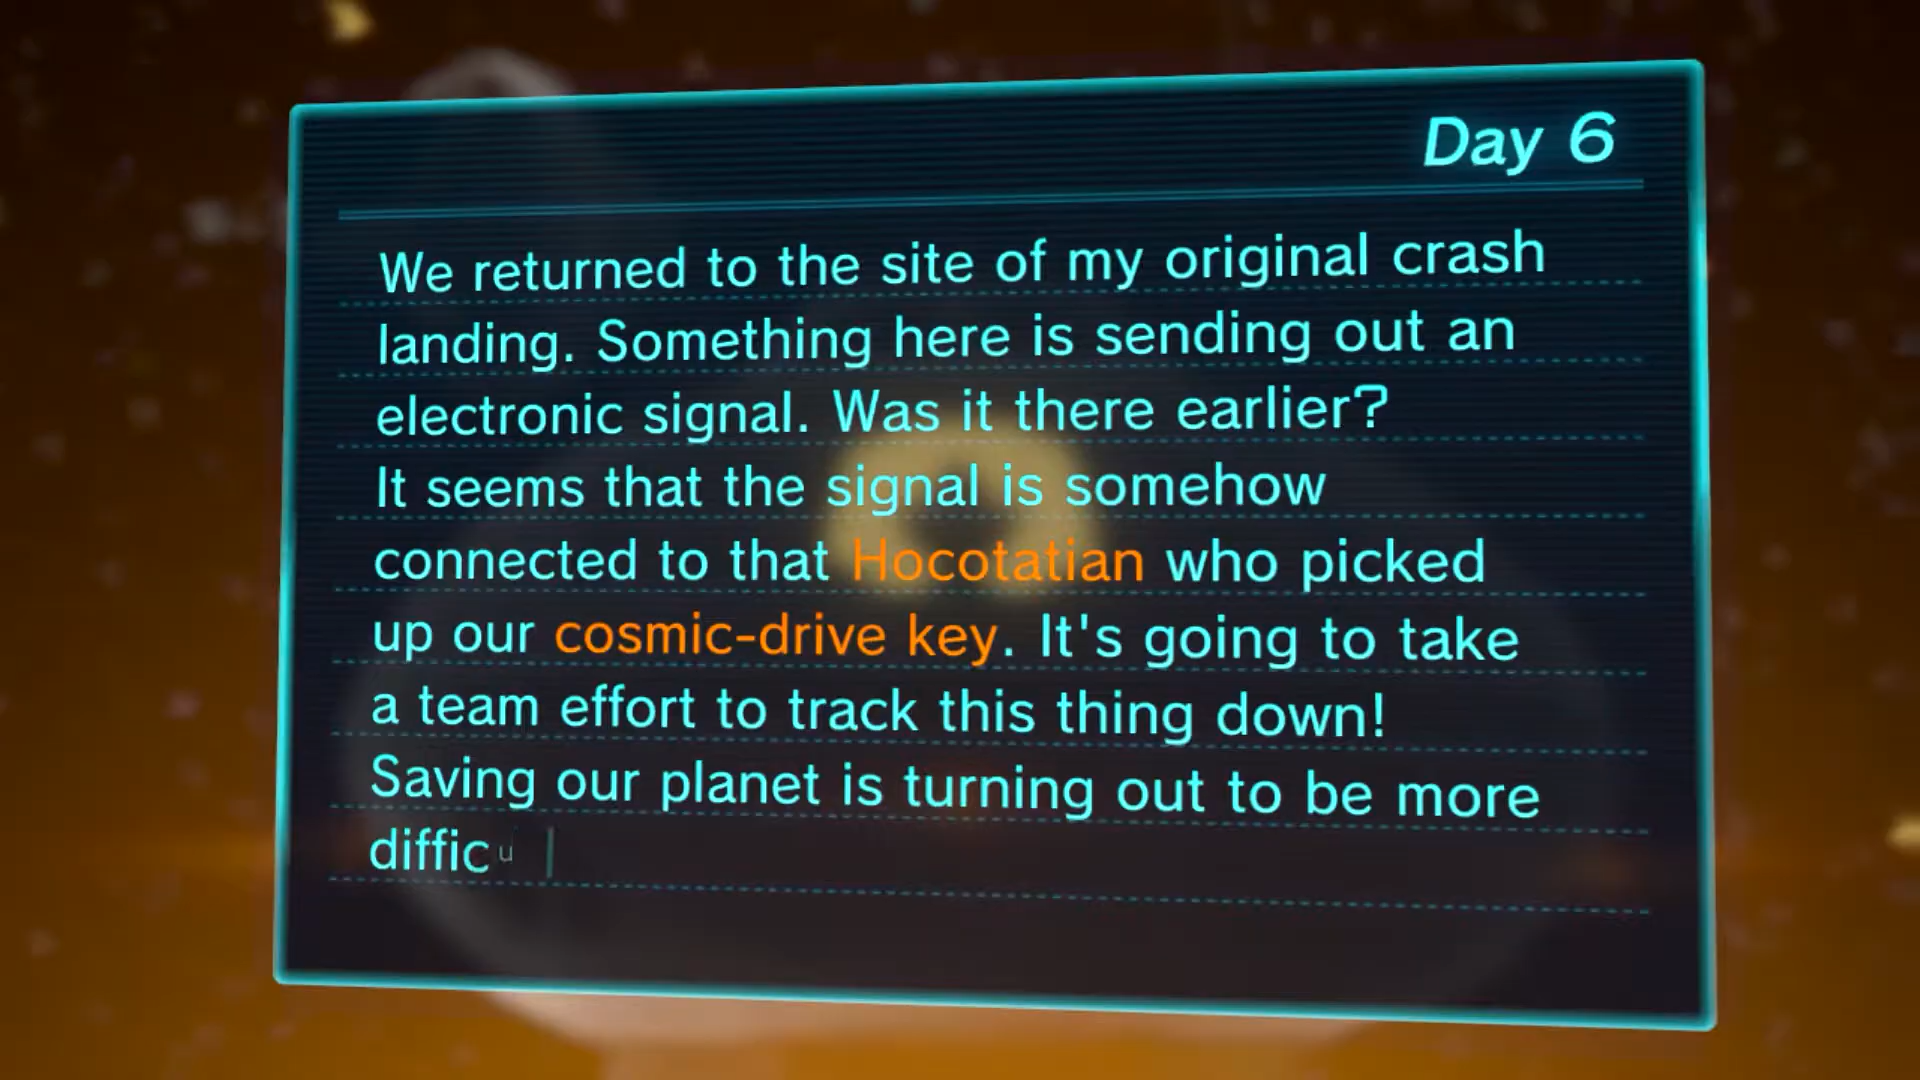 Day 6
We returned to the site of my original crash
landing. Something here is sending out an
electronic signal. Was it there earlier?
It seems that the signal is somehow
connected to that Hocotatian who picked
up our cosmic-drive key. It's going to take
a team effort to track this thing down!
Saving our planet is turning out to be more
difficu